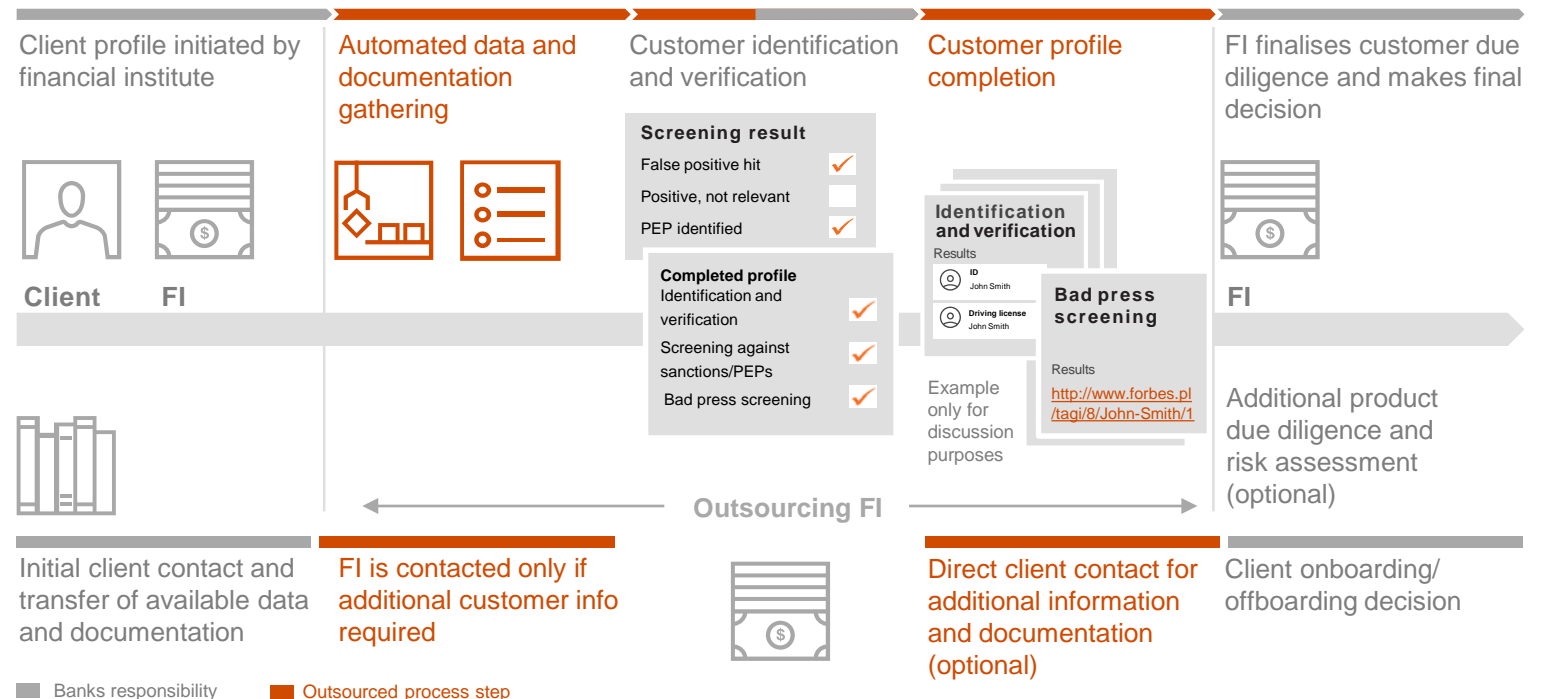 Client profile initiated by
financial institute
Automated data and
documentation
gathering
Customer identification
and verification
Customer profile
completion
FI finalises customer due
diligence and makes final
decision
Screening result
False positive hit
Positive, not relevant
PEP identified
Completed profile
Identification and
verification
Screening against
sanctions/PEPs
Bad press screening
Identification
and verification
Results
ID
John Smith
Driving license
John Smith
Bad press
screening
Results
http://www.forbes.pl
/tagi/8/John-Smith/1
Example
only for
discussion
purposes
$
Client
FI
$
FI
Additional product
due diligence and
risk assessment
(optional)
Outsourcing FI
Initial client contact and
transfer of available data
and documentation
FI is contacted only if
additional customer info
required
$
Direct client contact for
additional information
and documentation
(optional)
Client onboarding/
offboarding decision
Banks responsibility
Outsourced process step